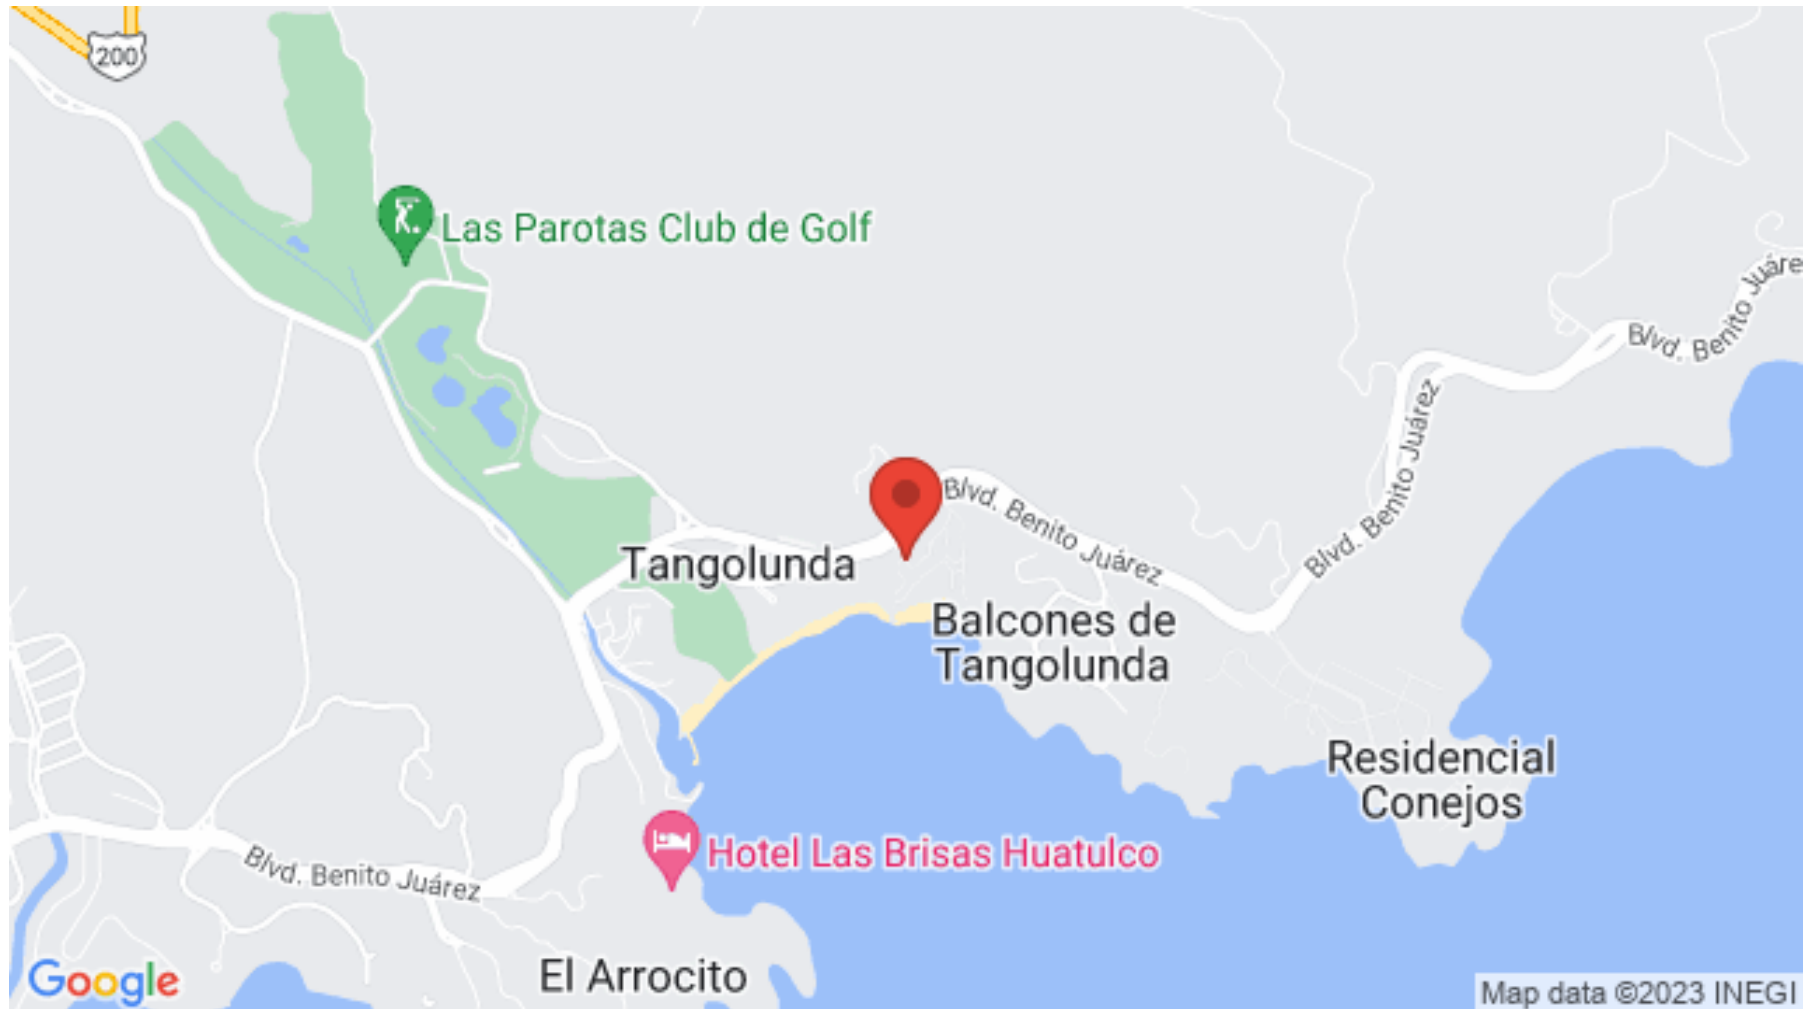 200
Las Parotas Club de Golf
Blvd. Benito Juáre
Blvd. Benito Juárez
Blvd. Benito Juárez
Tangolunda
Balcones de
Tangolunda
Residencial
Conejos
Hotel Las Brisas Huatulco
Blvd. Benito Juárez
El Arrocito
Google
Map data ©2023 INEGI